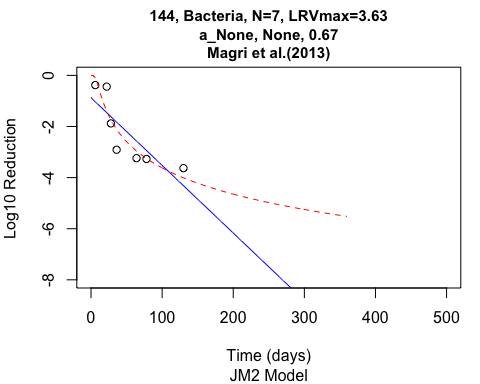 144, Bacteria, N=7, LRVmax=3.63
a_None, None, 0.67
Magri et al.(2013)
Log10 Reduction
0
-2
-4
-6
-8
0 100 200 300 400 500
Time (days)
JM2 Model